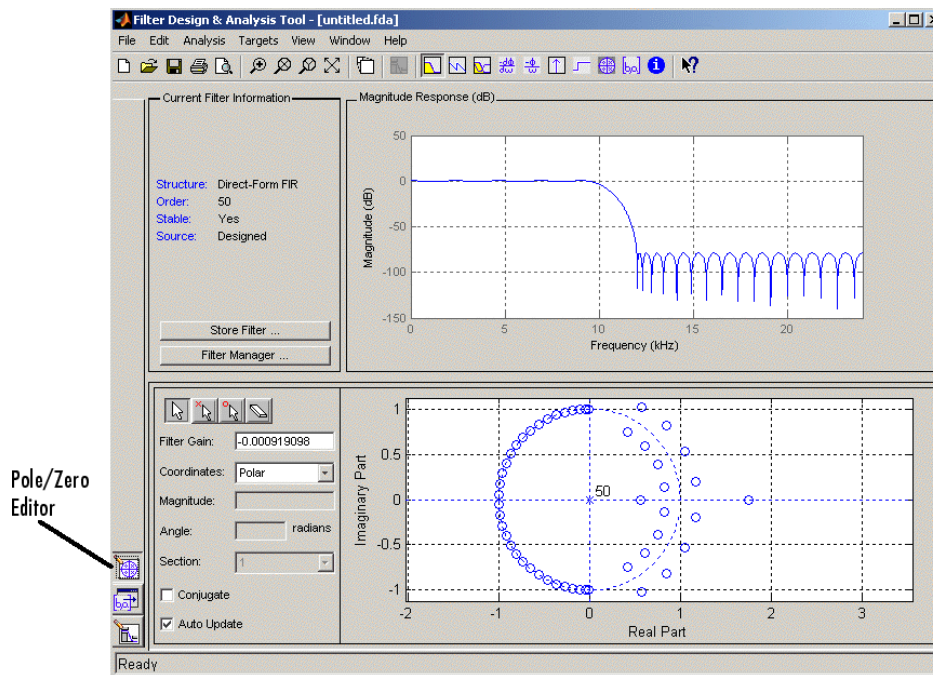 Filter Design & Analysis Tool - [untitled.fda]
File Edit Analysis Targets View Window Help
Current Filter Information
Structure: Direct-Form FIR
Order: 50
Stable: Yes
Source: Designed
Store Filter ...
Filter Manager ...
Magnitude Response (dB)
50
0
-50
-100
-150
Magnitude (dB)
0 5 10 15 20
Frequency (kHz)
Filter Gain: -0.000919098
Coordinates: Polar
Magnitude:
Angle: radians
Section: 1
Conjugate
Auto Update
1
0.5
0
-0.5
-1
Imaginary Part
50
-2 -1 0 1 2 3
Real Part
Pole/Zero
Editor
Ready